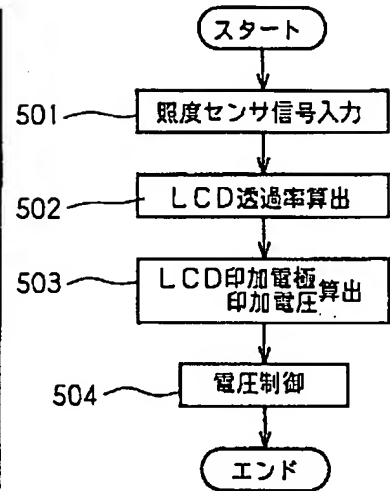 スタート
501 照度センサ信号入力
502 LCD透過率算出
503 LCD印加電極
印加電圧算出
504 電圧制御
エンド